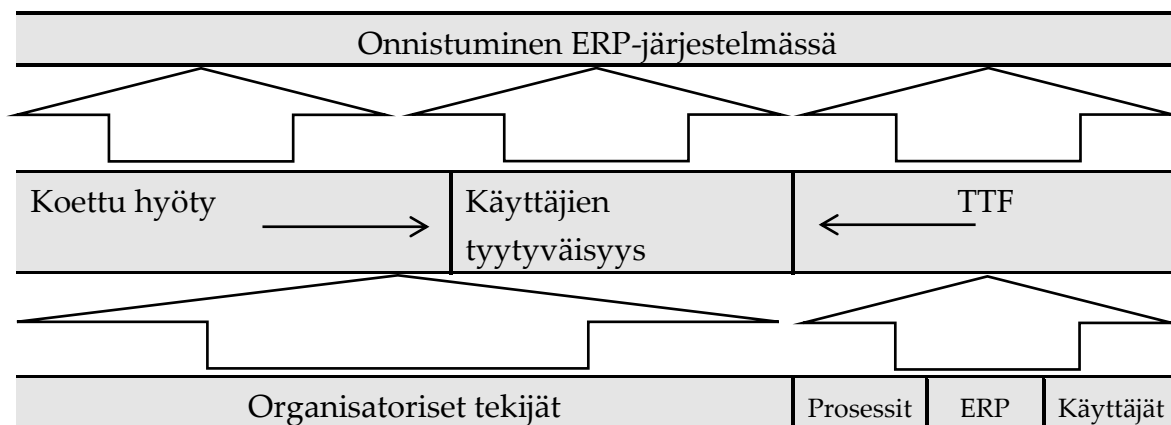 Onnistuminen ERP-järjestelmässä
Koettu hyöty
Käyttäjien
tyytyväisyys
TTF
Organisatoriset tekijät
Prosessit
ERP
Käyttäjät